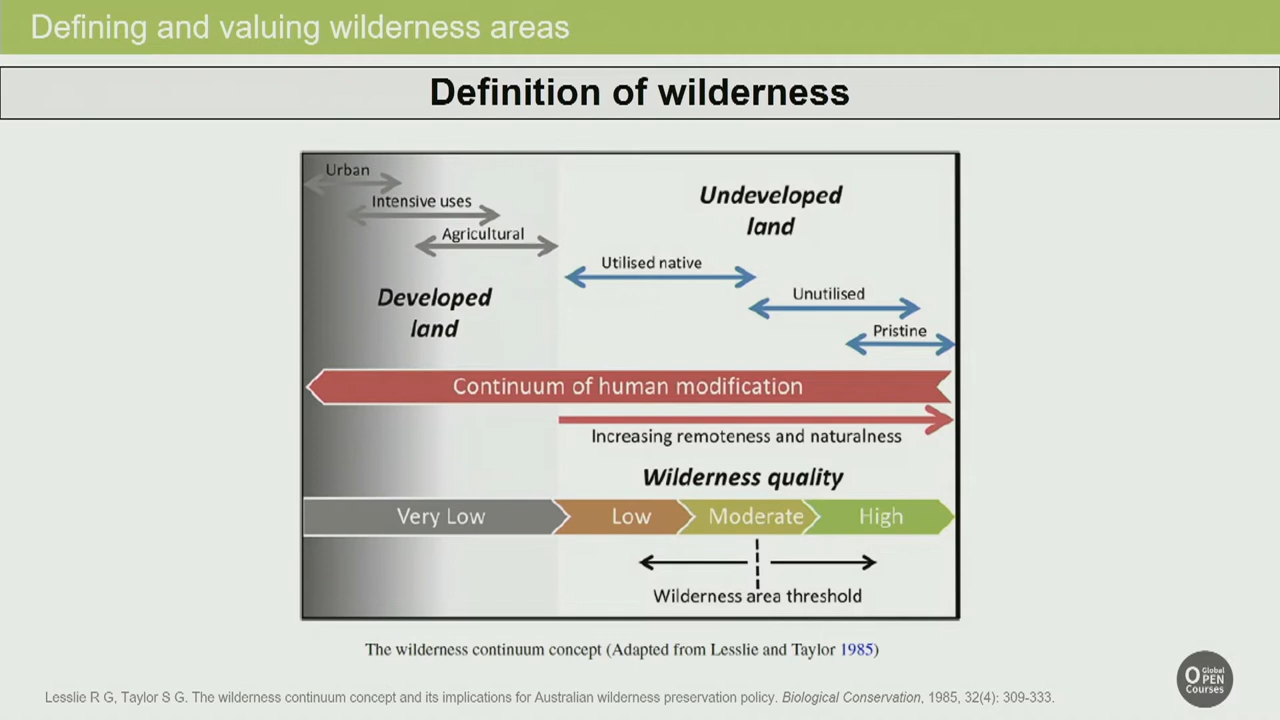 Defining and valuing wilderness areas
Definition of wilderness
Urban
Intensive uses
Agricultural
Undeveloped
land
Utilised native
Unutilised
Developed
land
Pristine
Continuum of human modification
Increasing remoteness and naturalness
Wilderness quality
Very Low
Low
Moderate
High
Wilderness area threshold
The wilderness continuum concept (Adapted from Lesslie and Taylor 1985)
Lesslie R G, Taylor S G. The wilderness continuum concept and its implications for Australian wilderness preservation policy. Biological Conservation, 1985, 32(4): 309-333.
Global
OPEN
Courses